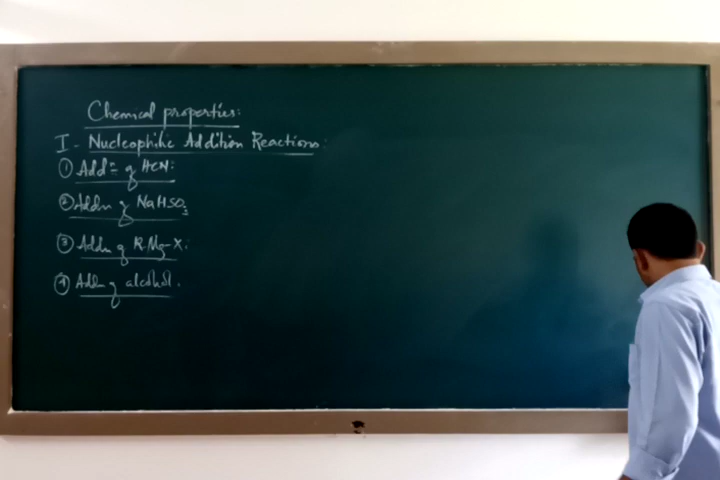 Chemical properties:
I - Nucleophilic Addition Reactions:
① Addn of HCN:
② Addn of NaHSO3
③ Addn of R-Mg-X:
④ Addn of alcohol.